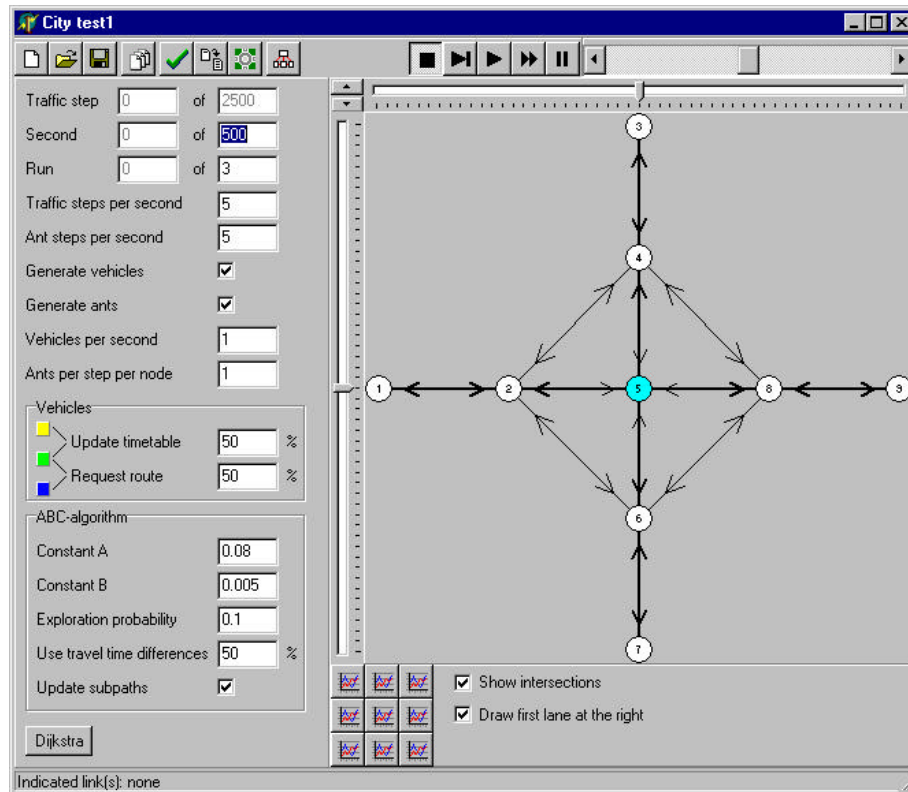 City test1
Traffic step 0 of 2500
Second 0 of 500
Run 0 of 3
Traffic steps per second 5
Ant steps per second 5
Generate vehicles
Generate ants
Vehicles per second 1
Ants per step per node 1
Vehicles
Update timetable 50 %
Request route 50 %
ABC-algorithm
Constant A 0.08
Constant B 0.005
Exploration probability 0.1
Use travel time differences 50 %
Update subpaths
Dijkstra
3
4
1 2 5 8 9
6
7
Show intersections
Draw first lane at the right
Indicated link(s): none